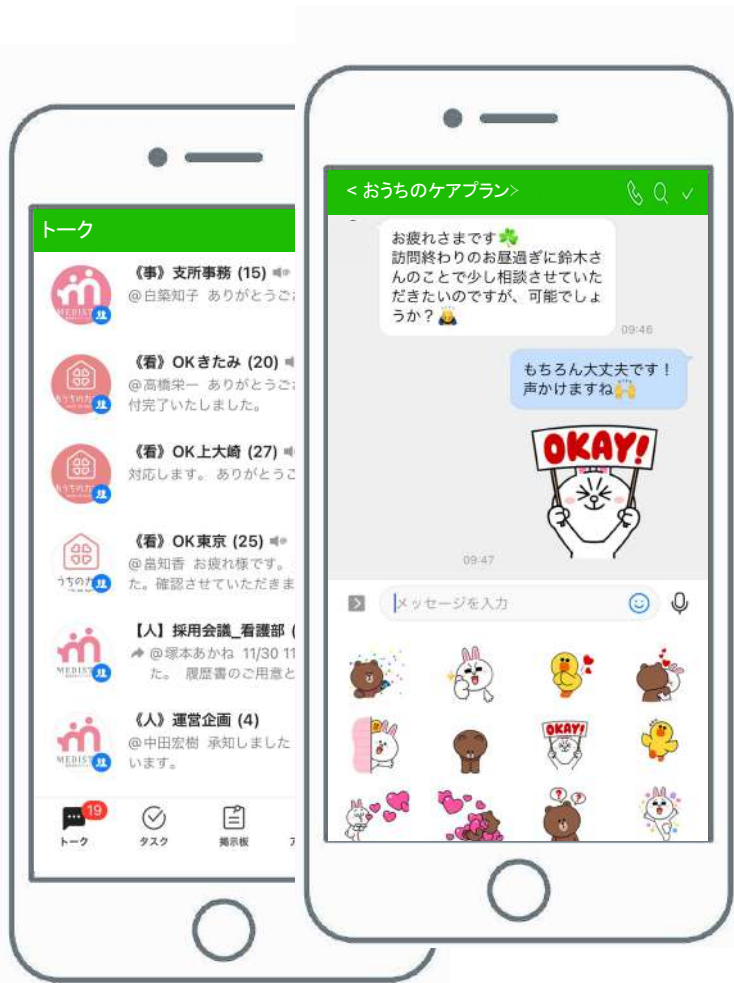 トーク
《事》支所事務 (15)
@白築知子 ありがとうご
《看》OKきたみ (20)
@高橋栄一 ありがとうご
付完了いたしました。
《看》OK上大崎 (27)
対応します。 ありがとうご
《看》OK東京 (25)
@畠知香 お疲れ様です。
た。確認させていただきま
【人】採用会議_看護部 (
@塚本あかね 11/30 11
た。 履歴書のご用意と
《人》運営企画 (4)
@中田宏樹 承知しました
います。
19
トーク
タスク
掲示板
< おうちのケアプラン>
お疲れさまです🍀
訪問終わりのお昼過ぎに鈴木さ
んのことで少し相談させていた
だきたいのですが、可能でしょ
うか？🙇
09:46
もちろん大丈夫です！
声かけますね🙌
OKAY!
09:47
メッセージを入力
OKAY!